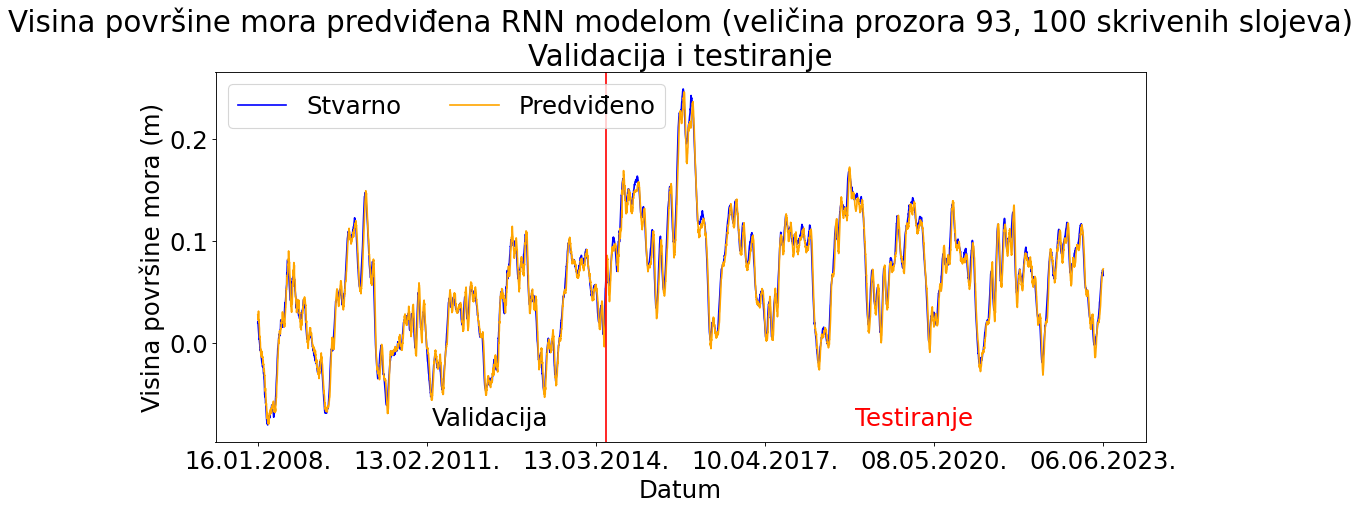 Visina površine mora predviđena RNN modelom (veličina prozora 93, 100 skrivenih slojeva)
Validacija i testiranje
Stvarno
Predviđeno
Visina površine mora (m)
0.2
0.1
0.0
Validacija
Testiranje
16.01.2008.
13.02.2011.
13.03.2014.
10.04.2017.
08.05.2020.
06.06.2023.
Datum